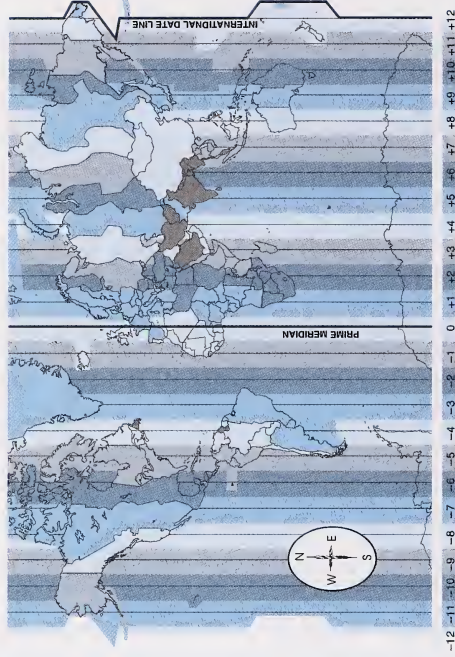 INTERNATIONAL DATE LINE
PRIME MERIDIAN
N
W E
S
–12 –11 –10 –9 –8 –7 –6 –5 –4 –3 –2 –1 0 +1 +2 +3 +4 +5 +6 +7 +8 +9 +10 +11 +12